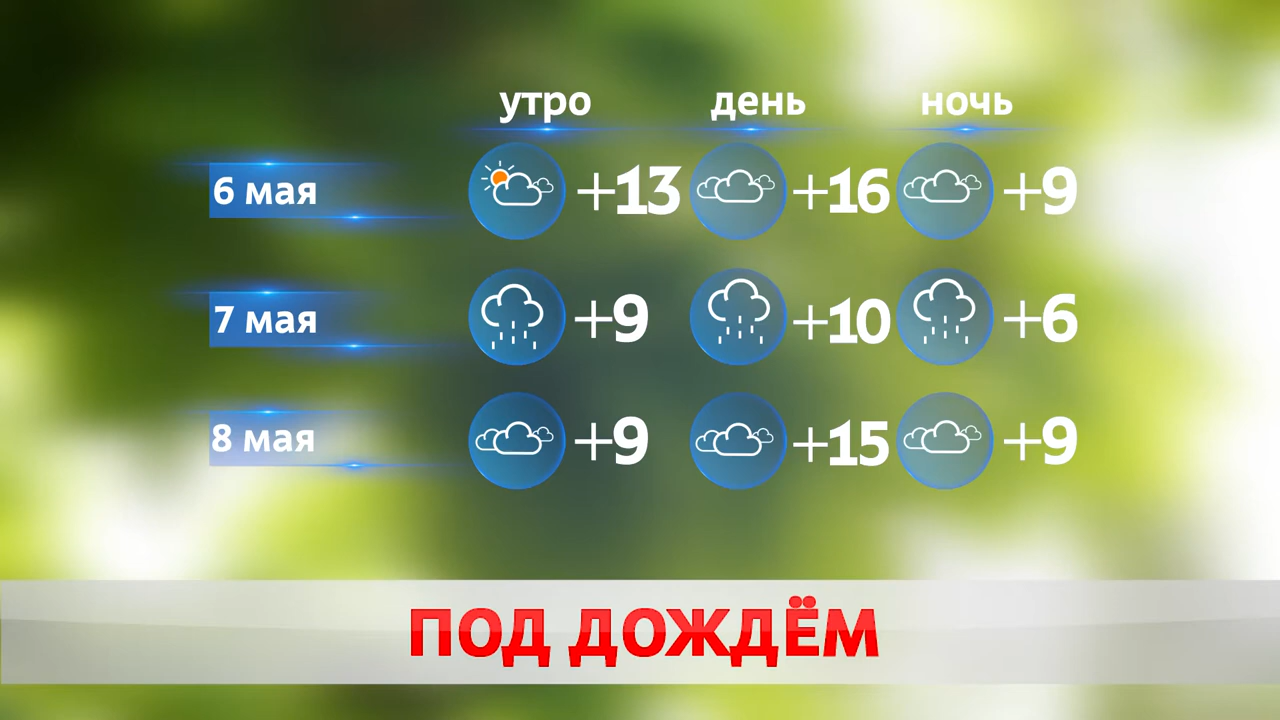 утро день ночь
6 мая +13 +16 +9
7 мая +9 +10 +6
8 мая +9 +15 +9
ПОД ДОЖДЁМ